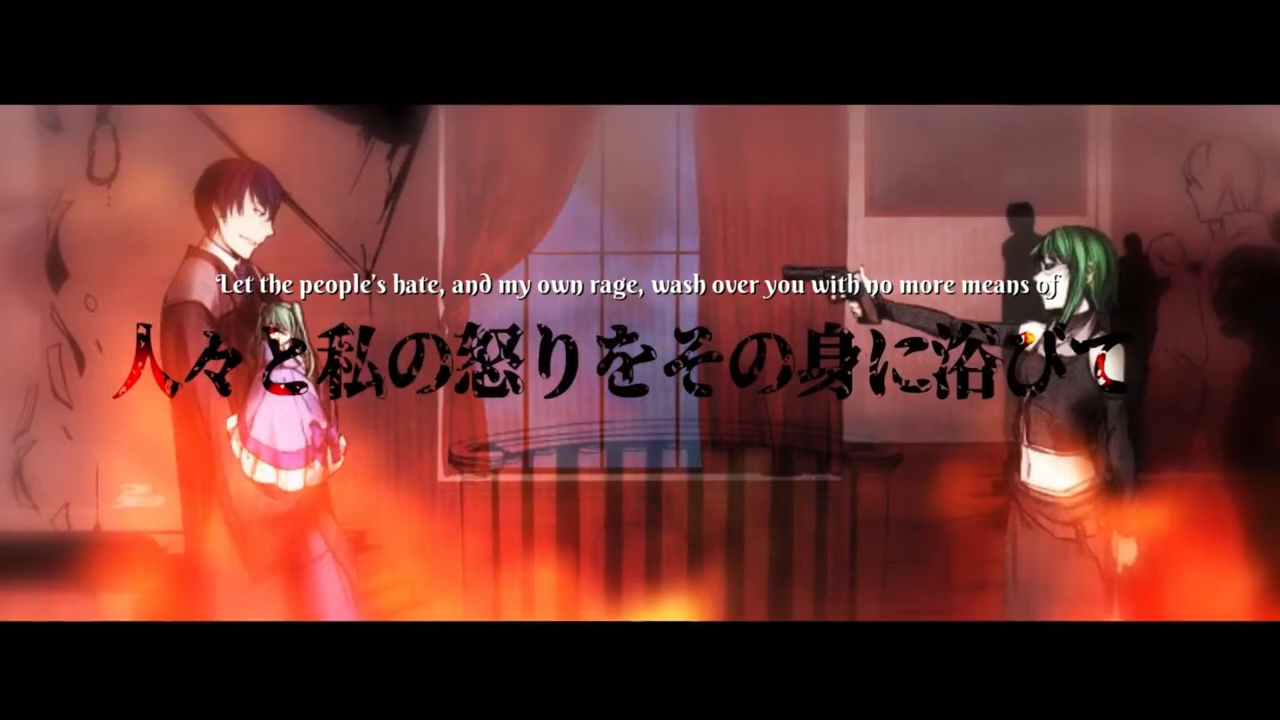 Let the people's hate, and my own rage, wash over you with no more means of
人々と私の怒りをその身に浴びて